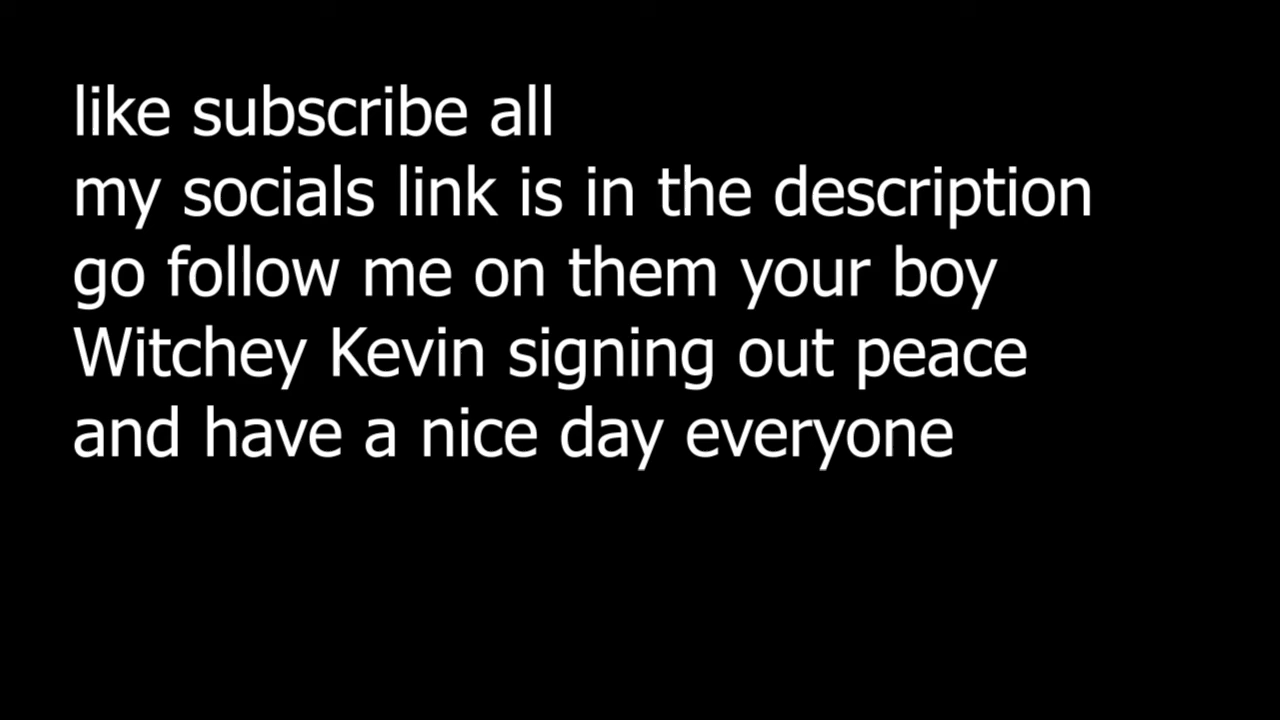 like subscribe all
my socials link is in the description
go follow me on them your boy
Witchey Kevin signing out peace
and have a nice day everyone